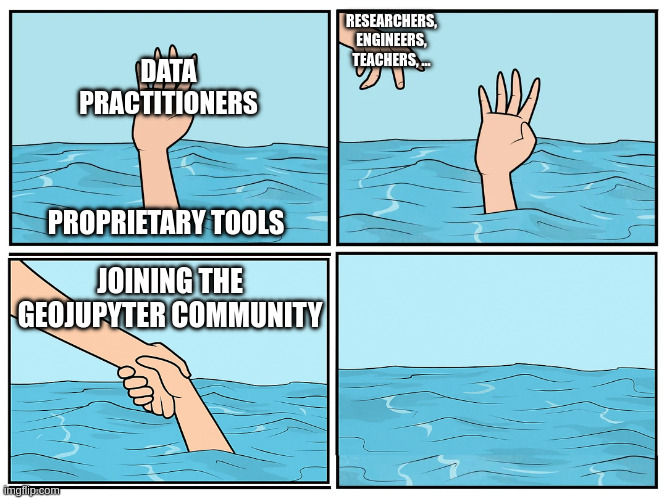 DATA
PRACTITIONERS
PROPRIETARY TOOLS
RESEARCHERS,
ENGINEERS,
TEACHERS, ...
JOINING THE
GEOJUPYTER COMMUNITY
imgflip.com